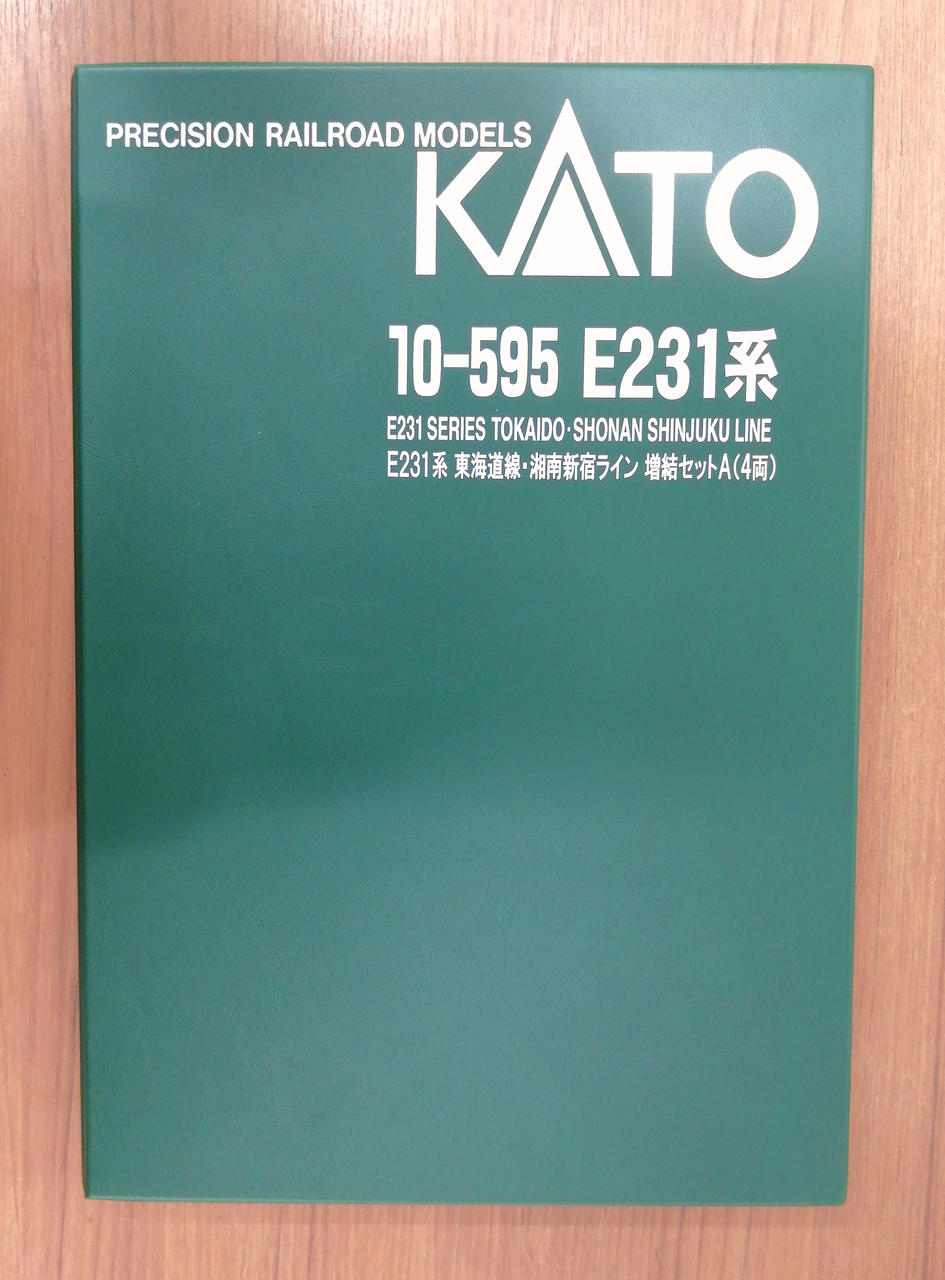 PRECISION RAILROAD MODELS
KATO
10-595 E231系
E231 SERIES TOKAIDO·SHONAN SHINJUKU LINE
E231系 東海道線・湘南新宿ライン 増結セットA(4両)